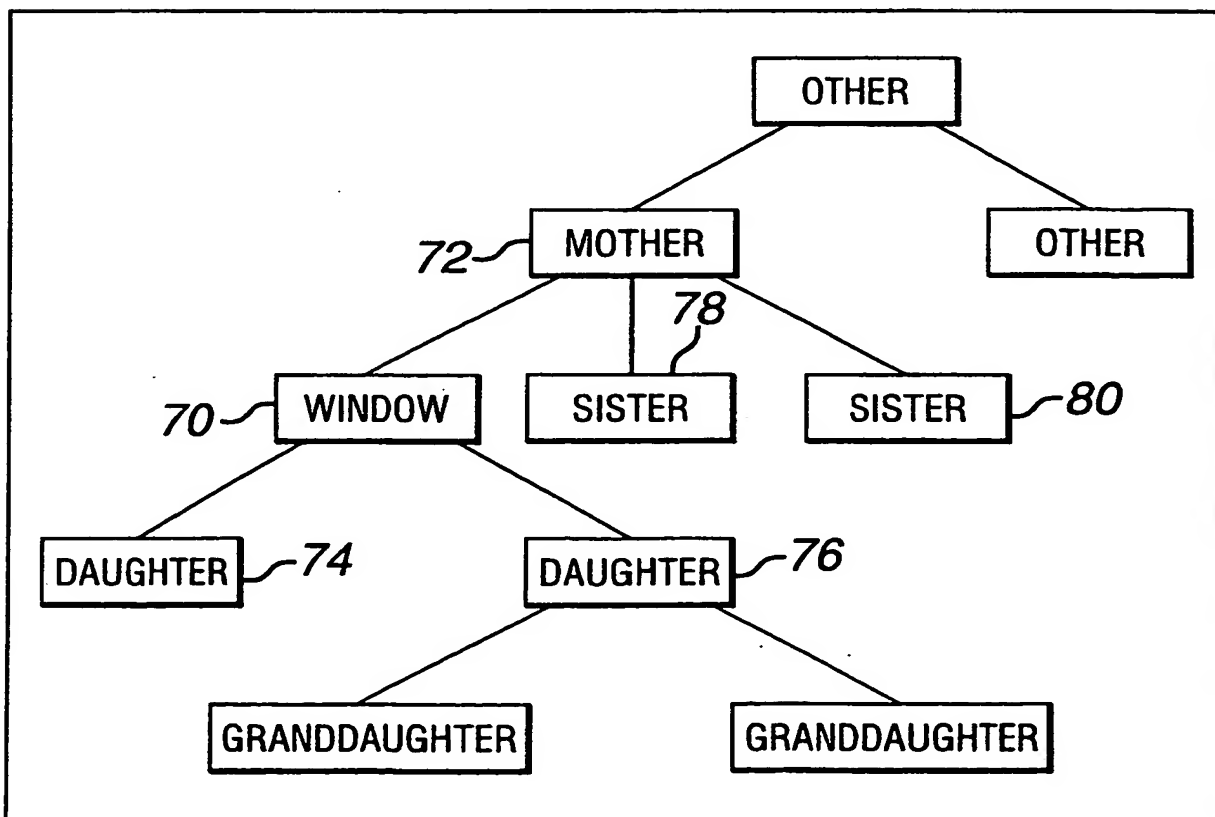 OTHER
72 MOTHER OTHER
78
70 WINDOW SISTER SISTER 80
DAUGHTER 74 DAUGHTER 76
GRANDDAUGHTER GRANDDAUGHTER